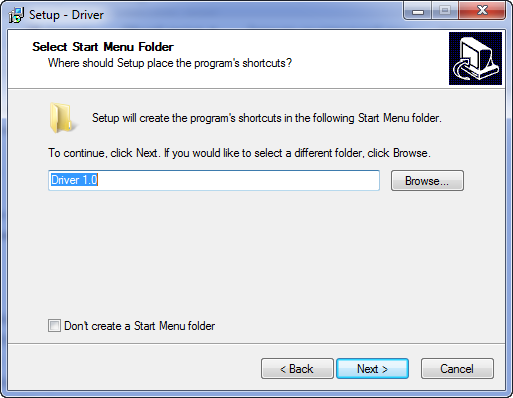 Setup - Driver
Select Start Menu Folder
Where should Setup place the program's shortcuts?
Setup will create the program's shortcuts in the following Start Menu folder.
To continue, click Next. If you would like to select a different folder, click Browse.
Driver 1.0
Browse...
Don't create a Start Menu folder
< Back
Next >
Cancel